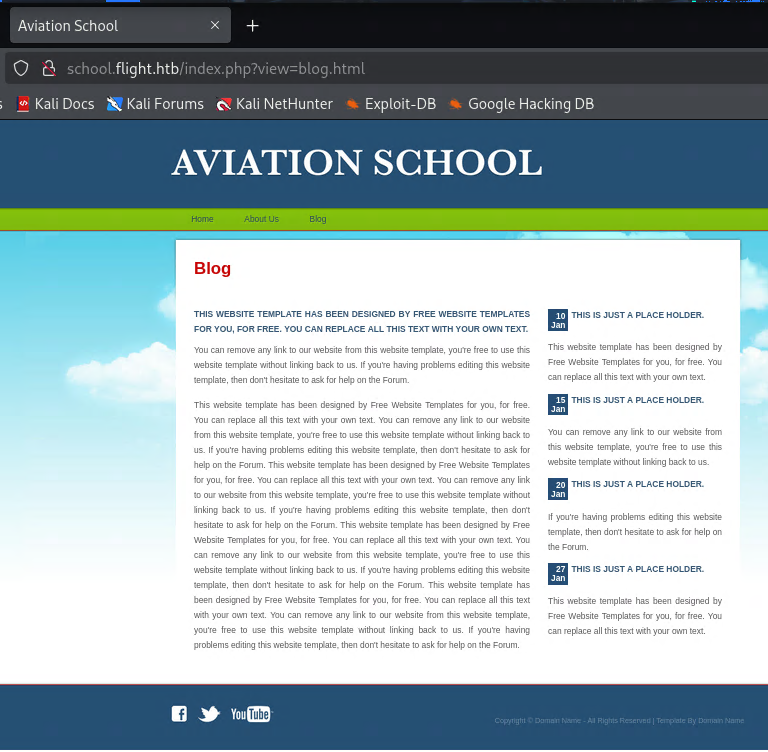 Aviation School
school.flight.htb/index.php?view=blog.html
s Kali Docs Kali Forums Kali NetHunter Exploit-DB Google Hacking DB
AVIATION SCHOOL
Home About Us Blog
Blog
THIS WEBSITE TEMPLATE HAS BEEN DESIGNED BY FREE WEBSITE TEMPLATES
FOR YOU, FOR FREE. YOU CAN REPLACE ALL THIS TEXT WITH YOUR OWN TEXT.
You can remove any link to our website from this website template, you're free to use this
website template without linking back to us. If you're having problems editing this website
template, then don't hesitate to ask for help on the Forum.
This website template has been designed by Free Website Templates for you, for free.
You can replace all this text with your own text. You can remove any link to our website
from this website template, you're free to use this website template without linking back to
us. If you're having problems editing this website template, then don't hesitate to ask for
help on the Forum. This website template has been designed by Free Website Templates
for you, for free. You can replace all this text with your own text. You can remove any link
to our website from this website template, you're free to use this website template without
linking back to us. If you're having problems editing this website template, then don't
hesitate to ask for help on the Forum. This website template has been designed by Free
Website Templates for you, for free. You can replace all this text with your own text. You
can remove any link to our website from this website template, you're free to use this
website template without linking back to us. If you're having problems editing this website
template, then don't hesitate to ask for help on the Forum. This website template has
been designed by Free Website Templates for you, for free. You can replace all this text
with your own text. You can remove any link to our website from this website template,
you're free to use this website template without linking back to us. If you're having
problems editing this website template, then don't hesitate to ask for help on the Forum.
10 THIS IS JUST A PLACE HOLDER.
Jan
This website template has been designed by
Free Website Templates for you, for free. You
can replace all this text with your own text.
15 THIS IS JUST A PLACE HOLDER.
Jan
You can remove any link to our website from
this website template, you're free to use this
website template without linking back to us.
20 THIS IS JUST A PLACE HOLDER.
Jan
If you're having problems editing this website
template, then don't hesitate to ask for help on
the Forum.
27 THIS IS JUST A PLACE HOLDER.
Jan
This website template has been designed by
Free Website Templates for you, for free. You
can replace all this text with your own text.
You Tube
Copyright © Domain Name - All Rights Reserved | Template By Domain Name